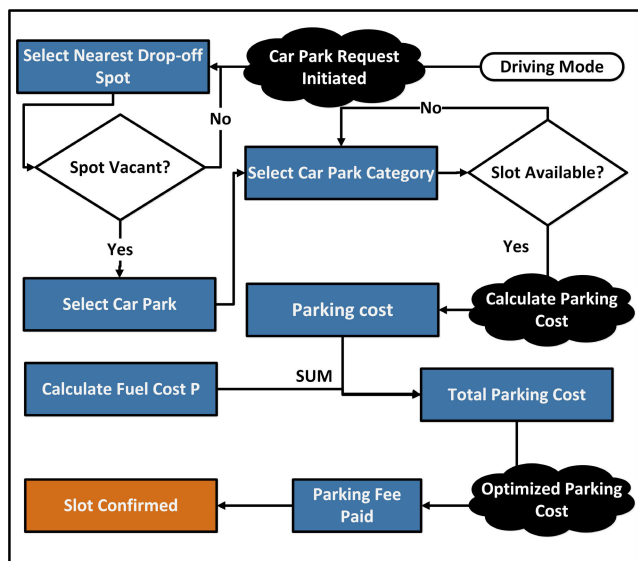 Select Nearest Drop-off
Spot
Car Park Request
Initiated
Driving Mode
No
No
Spot Vacant?
Select Car Park Category
Slot Available?
Yes
Yes
Select Car Park
Parking cost
Calculate Parking
Cost
Calculate Fuel Cost P
SUM
Total Parking Cost
Slot Confirmed
Parking Fee
Paid
Optimized Parking
Cost